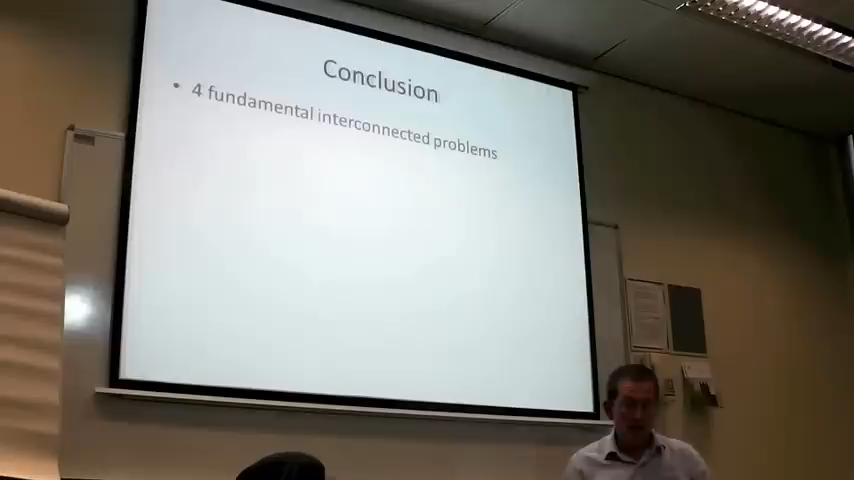 Conclusion
• 4 fundamental interconnected problems